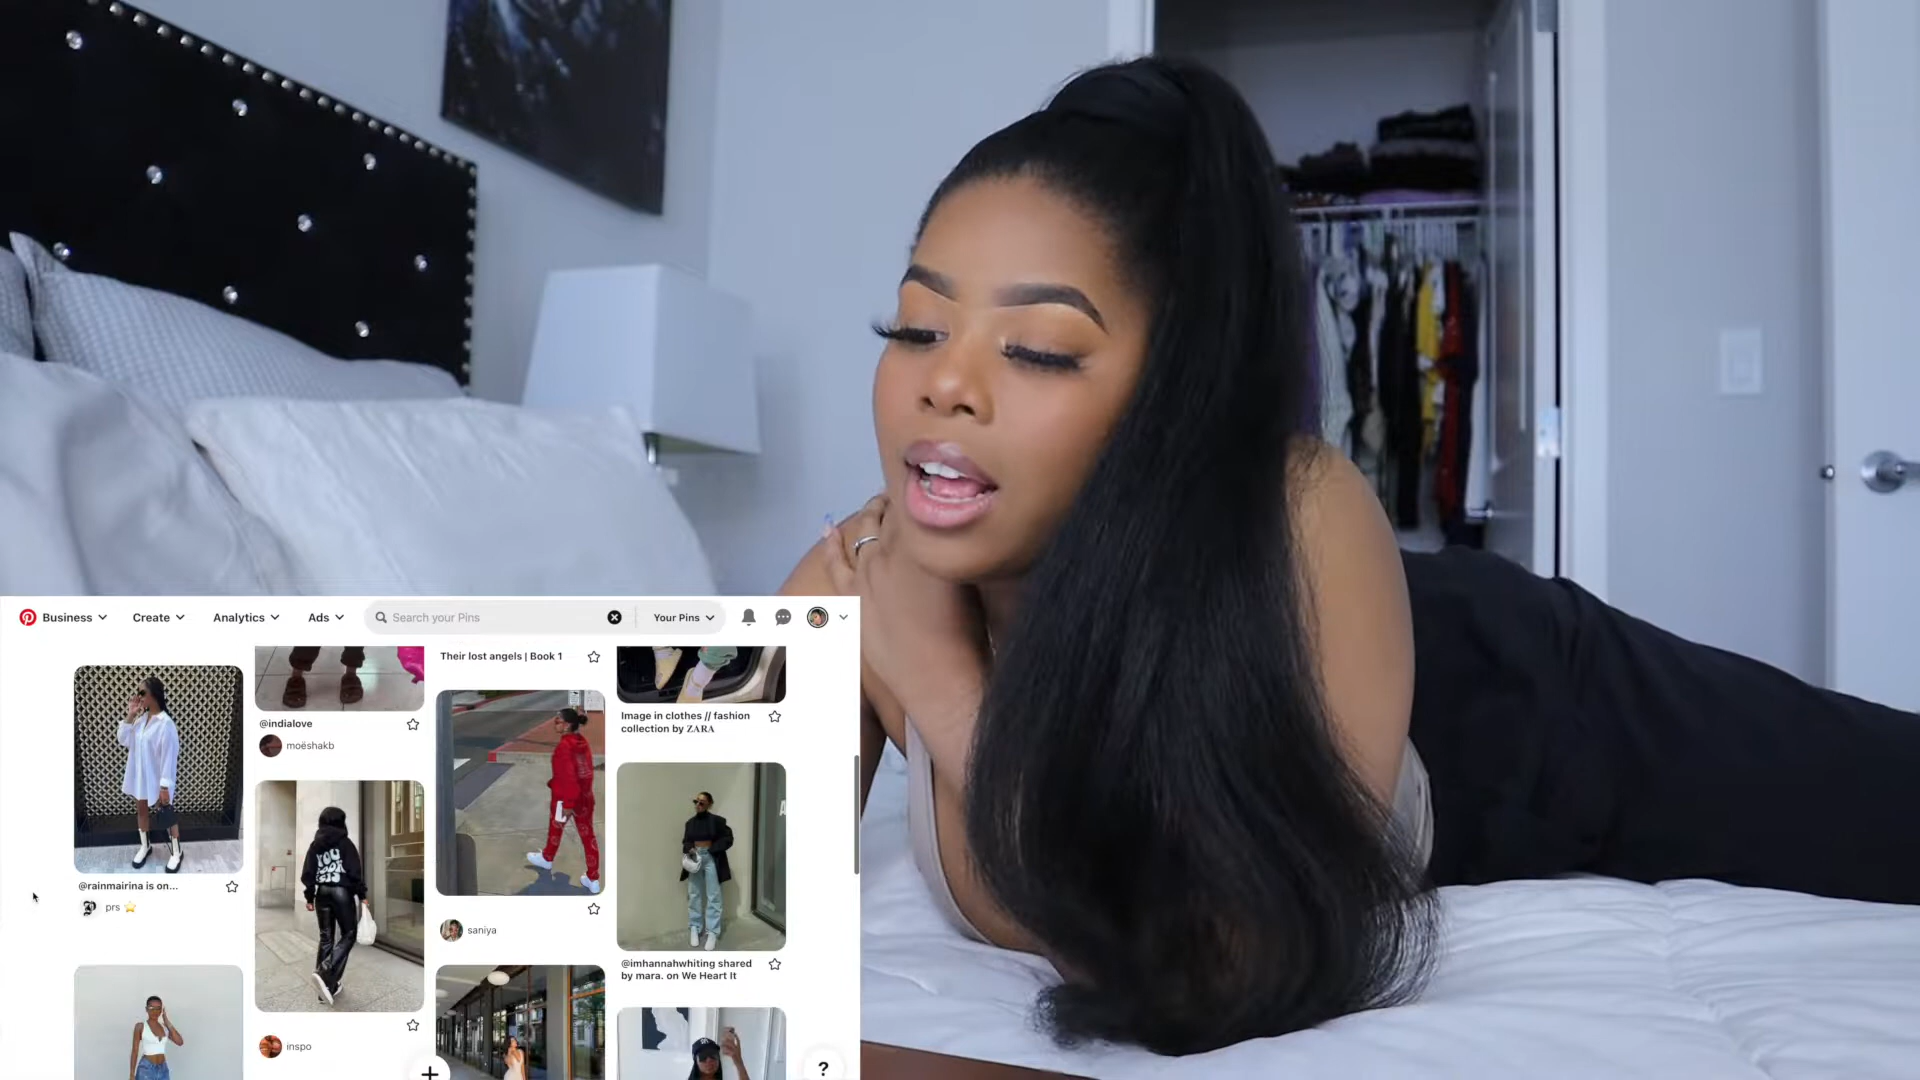 Business
Create
Analytics
Ads
Search your Pins
Your Pins
Their lost angels | Book 1
@indialove
moëshakb
Image in clothes // fashion
collection by ZARA
@rainmairina is on...
prs ⭐
YOU
saniya
@imhannahwhiting shared
by mara. on We Heart It
inspo
?